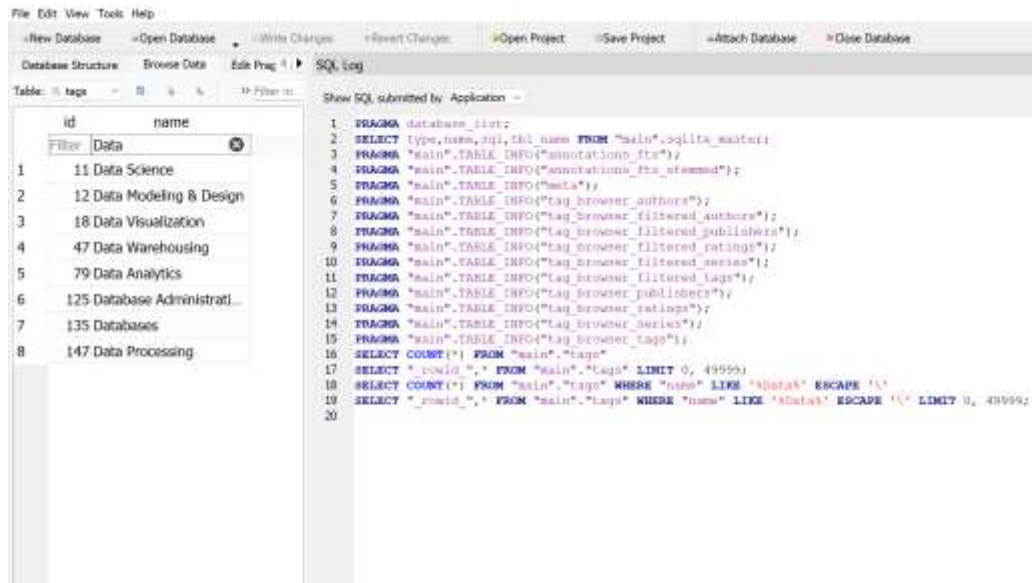 File Edit View Tools Help
New Database Open Database Write Changes Revert Changes Open Project Save Project Attach Database Close Database
Database Structure Browse Data Edit Prag
Table: tags Filter in
id name
Filter Data
1 11 Data Science
2 12 Data Modeling & Design
3 18 Data Visualization
4 47 Data Warehousing
5 79 Data Analytics
6 125 Database Administrati...
7 135 Databases
8 147 Data Processing
SQL Log
Show SQL submitted by Application
1 PRAGMA database_list;
2 SELECT type,name,sql,tbl_name FROM "main".sqlite_master;
3 PRAGMA "main".TABLE_INFO("annotations_fts");
4 PRAGMA "main".TABLE_INFO("annotations_fts_stemmed");
5 PRAGMA "main".TABLE_INFO("meta");
6 PRAGMA "main".TABLE_INFO("tag_browser_authors");
7 PRAGMA "main".TABLE_INFO("tag_browser_filtered_authors");
8 PRAGMA "main".TABLE_INFO("tag_browser_filtered_publishers");
9 PRAGMA "main".TABLE_INFO("tag_browser_filtered_ratings");
10 PRAGMA "main".TABLE_INFO("tag_browser_filtered_series");
11 PRAGMA "main".TABLE_INFO("tag_browser_filtered_tags");
12 PRAGMA "main".TABLE_INFO("tag_browser_publishers");
13 PRAGMA "main".TABLE_INFO("tag_browser_ratings");
14 PRAGMA "main".TABLE_INFO("tag_browser_series");
15 PRAGMA "main".TABLE_INFO("tag_browser_tags");
16 SELECT COUNT(*) FROM "main"."tags"
17 SELECT "_rowid_",* FROM "main"."tags" LIMIT 0, 49999;
18 SELECT COUNT(*) FROM "main"."tags" WHERE "name" LIKE '%Data%' ESCAPE '\'
19 SELECT "_rowid_",* FROM "main"."tags" WHERE "name" LIKE '%Data%' ESCAPE '\' LIMIT 0, 49999;
20